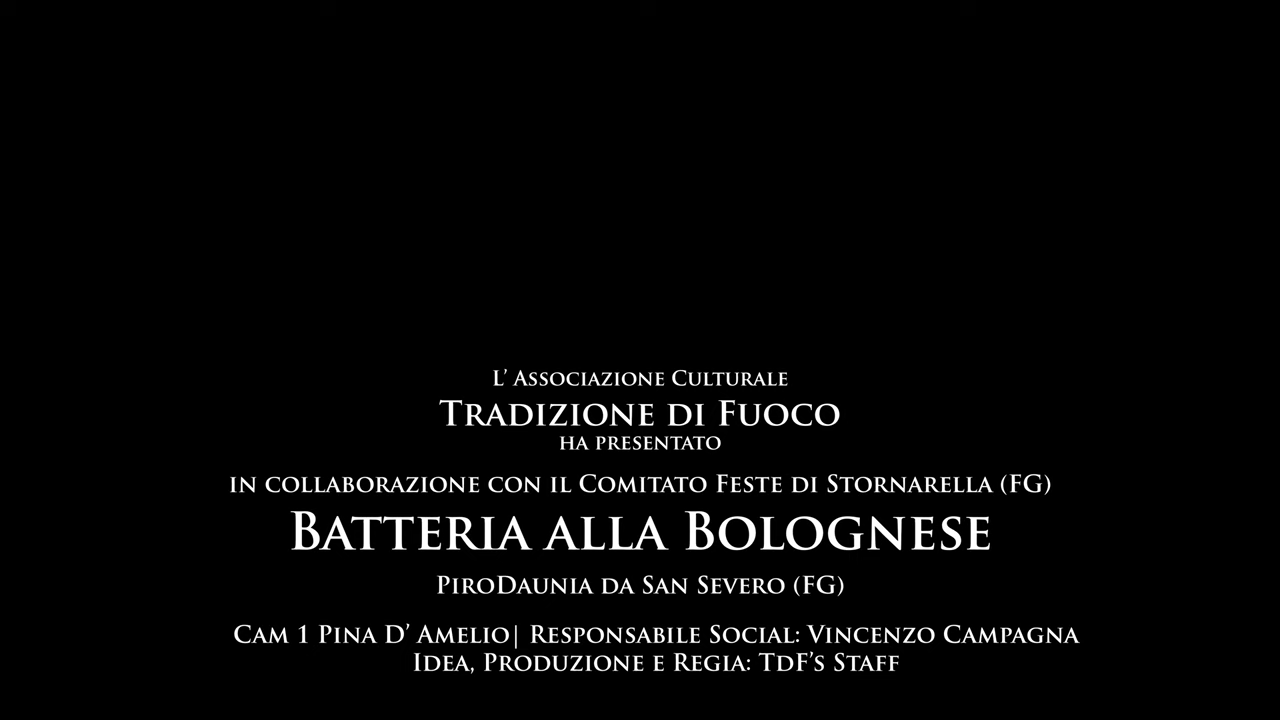 L' Associazione Culturale
Tradizione di Fuoco
ha presentato
in collaborazione con il Comitato Feste di Stornarella (FG)
Batteria alla Bolognese
PiroDaunia da San Severo (FG)
Cam 1 Pina D' Amelio| Responsabile Social: Vincenzo Campagna
Idea, Produzione e Regia: TdF's Staff